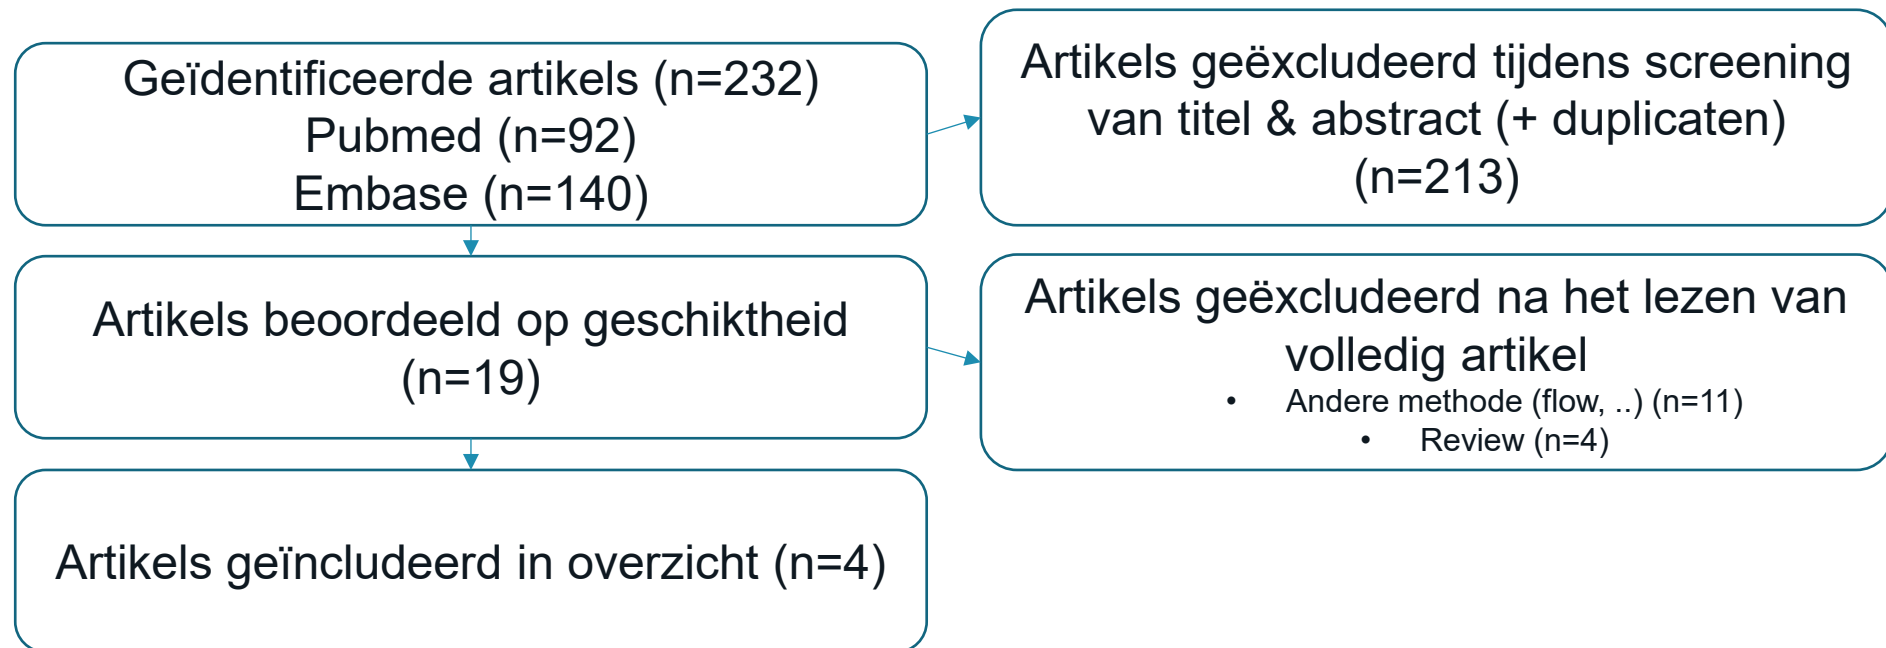 Geïdentificeerde artikels (n=232)
Pubmed (n=92)
Embase (n=140)
Artikels geëxcludeerd tijdens screening
van titel & abstract (+ duplicaten)
(n=213)
Artikels beoordeeld op geschiktheid
(n=19)
Artikels geëxcludeerd na het lezen van
volledig artikel
• Andere methode (flow, ..) (n=11)
• Review (n=4)
Artikels geïncludeerd in overzicht (n=4)